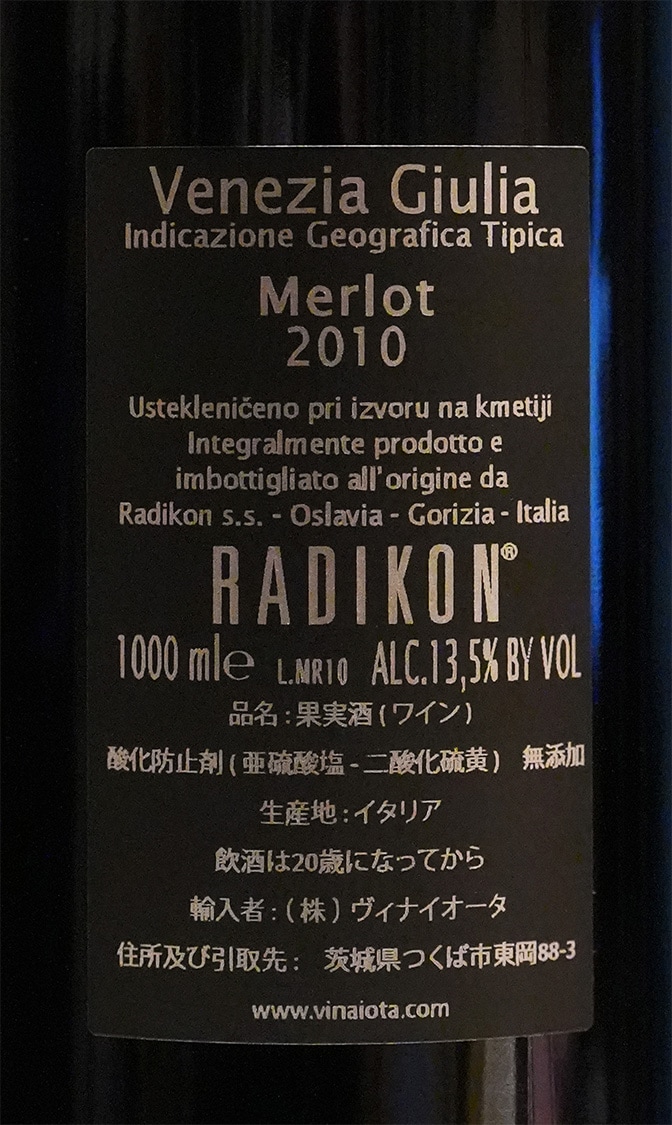 Venezia Giulia
Indicazione Geografica Tipica
Merlot
2010
Ustekleničeno pri izvoru na kmetiji
Integralmente prodotto e
imbottigliato all'origine da
Radikon s.s. - Oslavia - Gorizia - Italia
RADIKON®
1000 ml e L.MR10 ALC.13,5% BY VOL
品名 : 果実酒 ( ワイン )
酸化防止剤 ( 亜硫酸塩 - 二酸化硫黄 ) 無添加
生産地 : イタリア
飲酒は20歳になってから
輸入者 : ( 株 ) ヴィナイオータ
住所及び引取先 : 茨城県つくば市東岡88-3
www.vinaiota.com